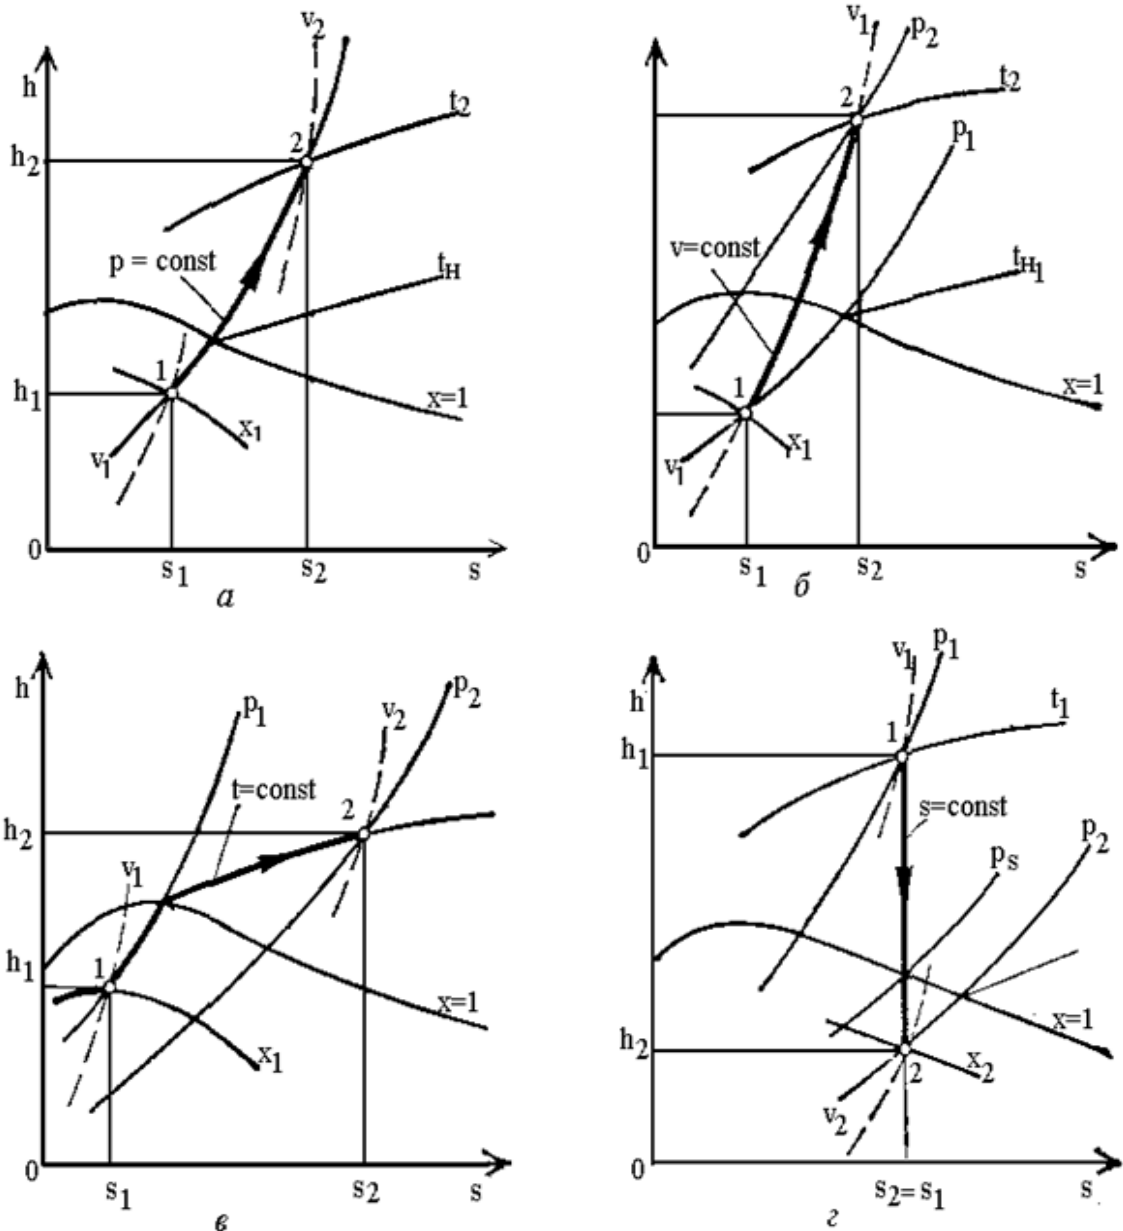 v2
h
t2
2
h2
p = const
tН
1
h1
x=1
x1
v1
0
s1
s2
s
а
v1
p2
2
t2
p1
v=const
tН1
1
x=1
x1
v1
0
s1
s2
s
б
h
p1
v2
p2
t=const
2
h2
v1
h1
1
x=1
x1
0
s1
s2
s
в
v1
p1
h
1
t1
h1
s=const
p2
ps
x=1
h2
2
x2
v2
0
s2= s1
s
г